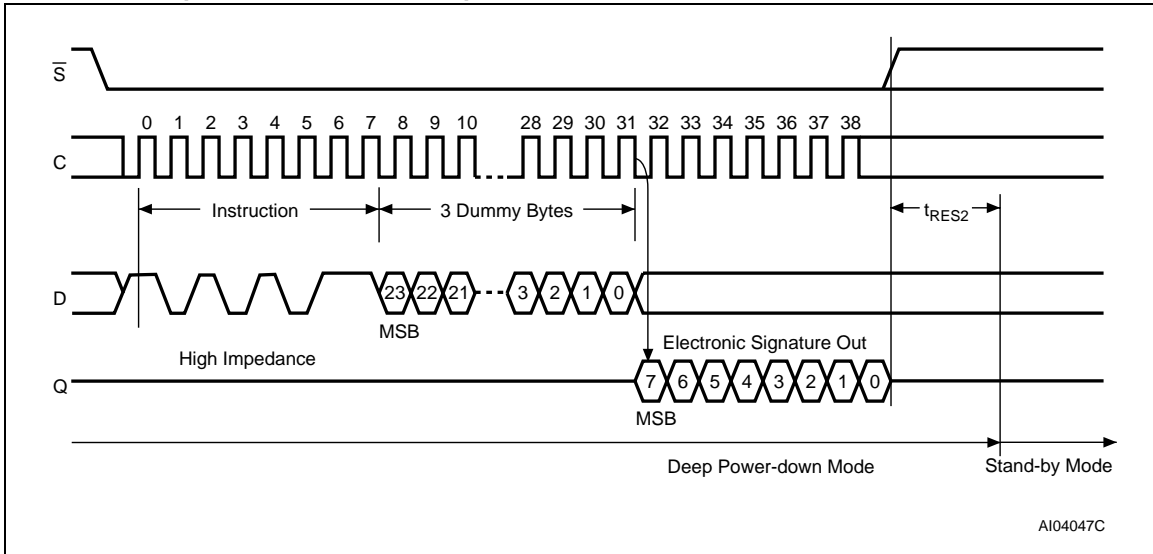 S̅
0 1 2 3 4 5 6 7 8 9 10 28 29 30 31 32 33 34 35 36 37 38
C
Instruction 3 Dummy Bytes tRES2
D 23 22 21 3 2 1 0
MSB
High Impedance Electronic Signature Out
Q 7 6 5 4 3 2 1 0
MSB
Deep Power-down Mode Stand-by Mode
AI04047C